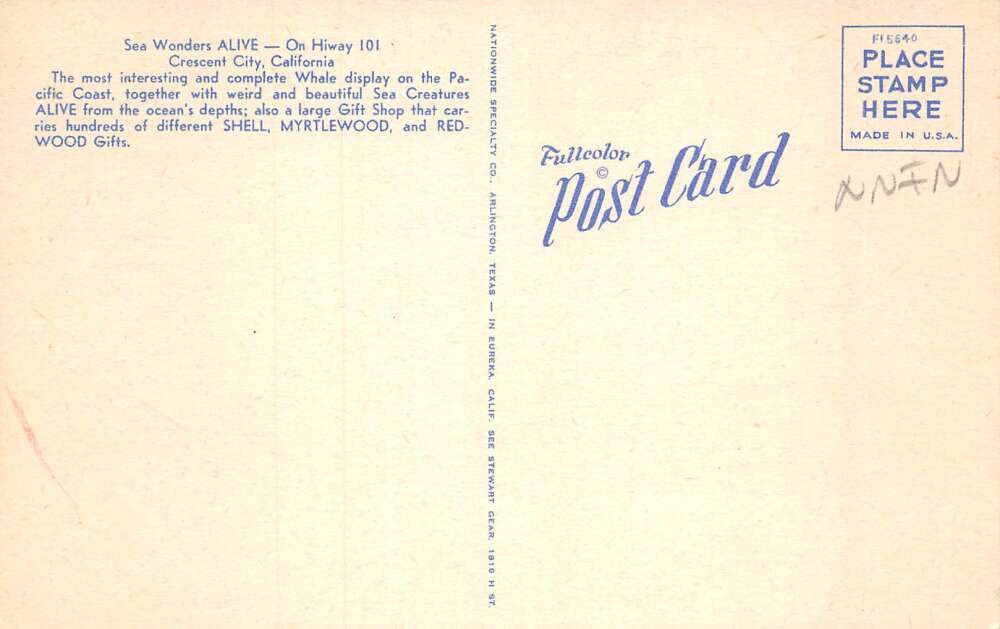 Sea Wonders ALIVE — On Hiway 101
Crescent City, California
The most interesting and complete Whale display on the Pa-
cific Coast, together with weird and beautiful Sea Creatures
ALIVE from the ocean's depths; also a large Gift Shop that car-
ries hundreds of different SHELL, MYRTLEWOOD, and RED-
WOOD Gifts.
NATIONWIDE SPECIALTY CO., ARLINGTON, TEXAS — IN EUREKA, CALIF. SEE STEWART GEAR, 1816 H ST.
Fullcolor
©
Post Card
F15640
PLACE
STAMP
HERE
MADE IN U.S.A.